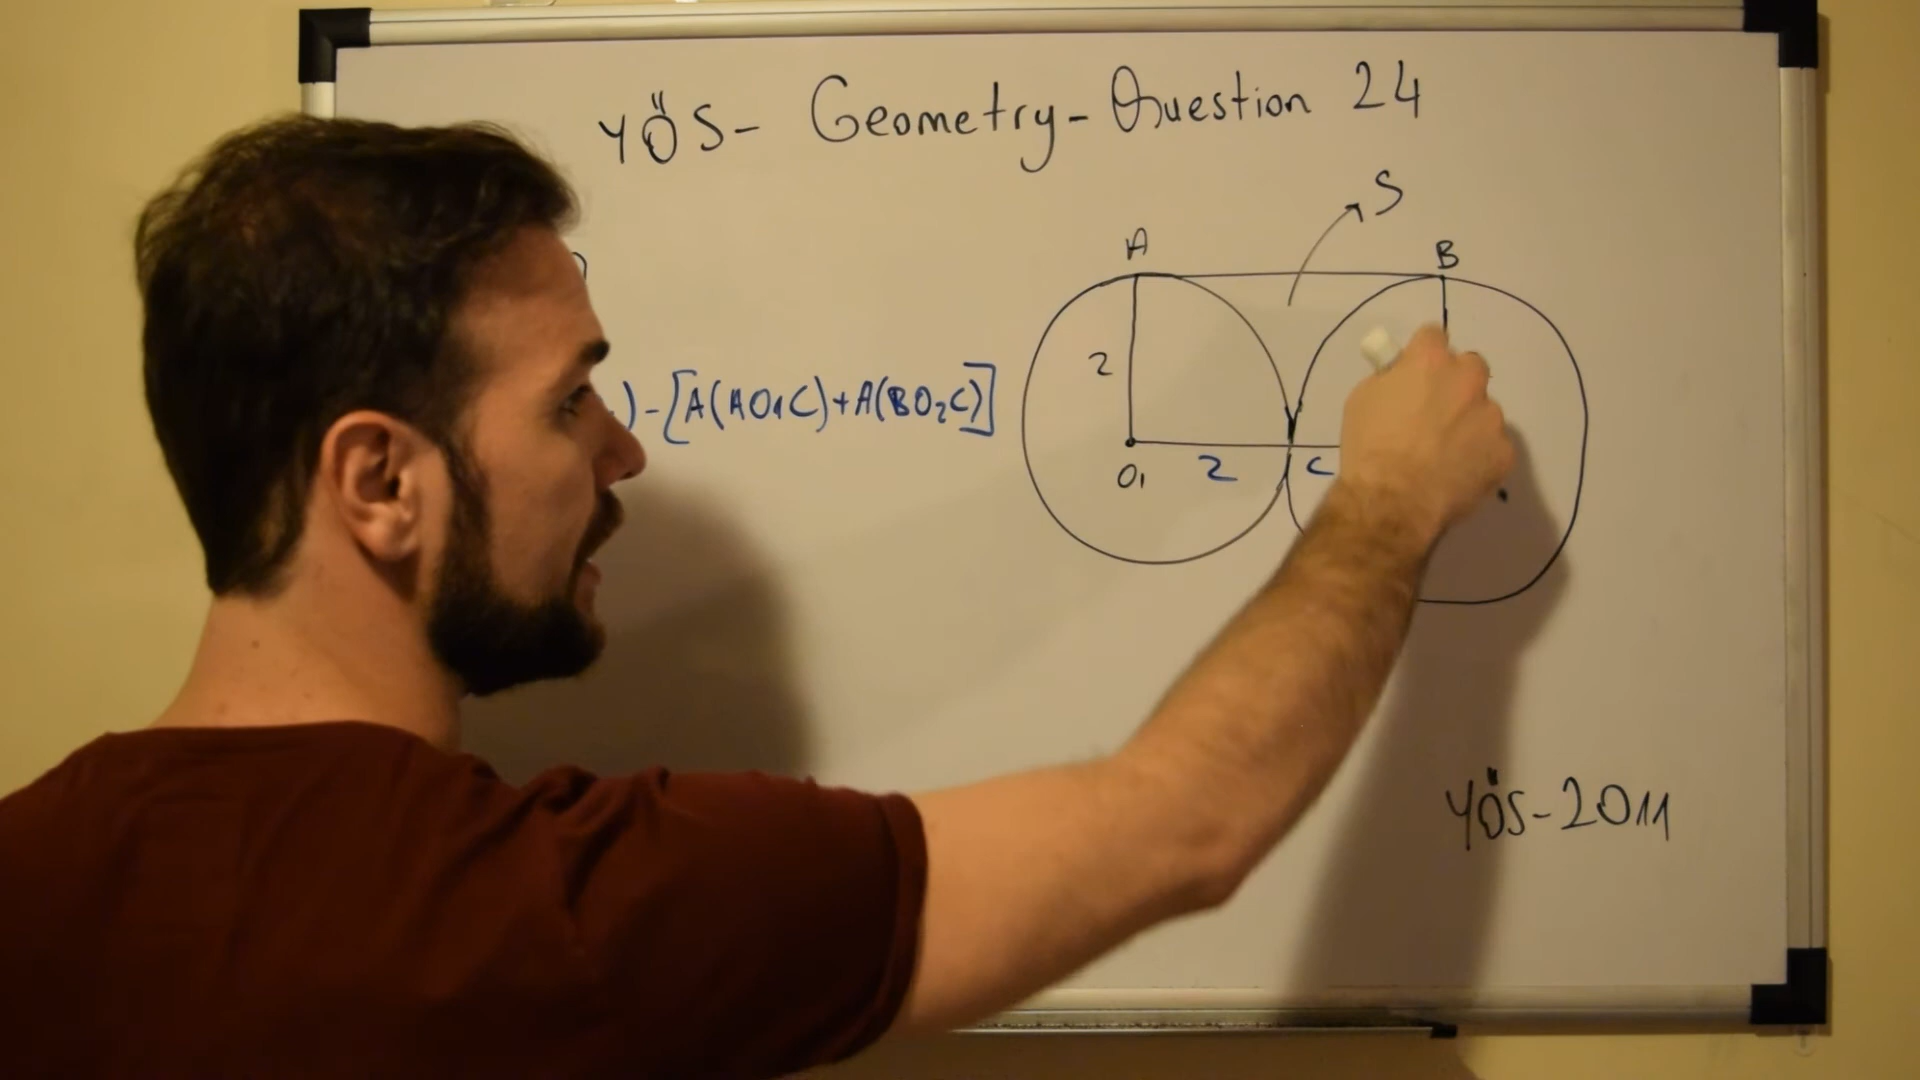 YÖS- Geometry-Question 24
S
A B
2
) - [A(AO1C)+A(BO2C)]
O1 2 C
YÖS-2011